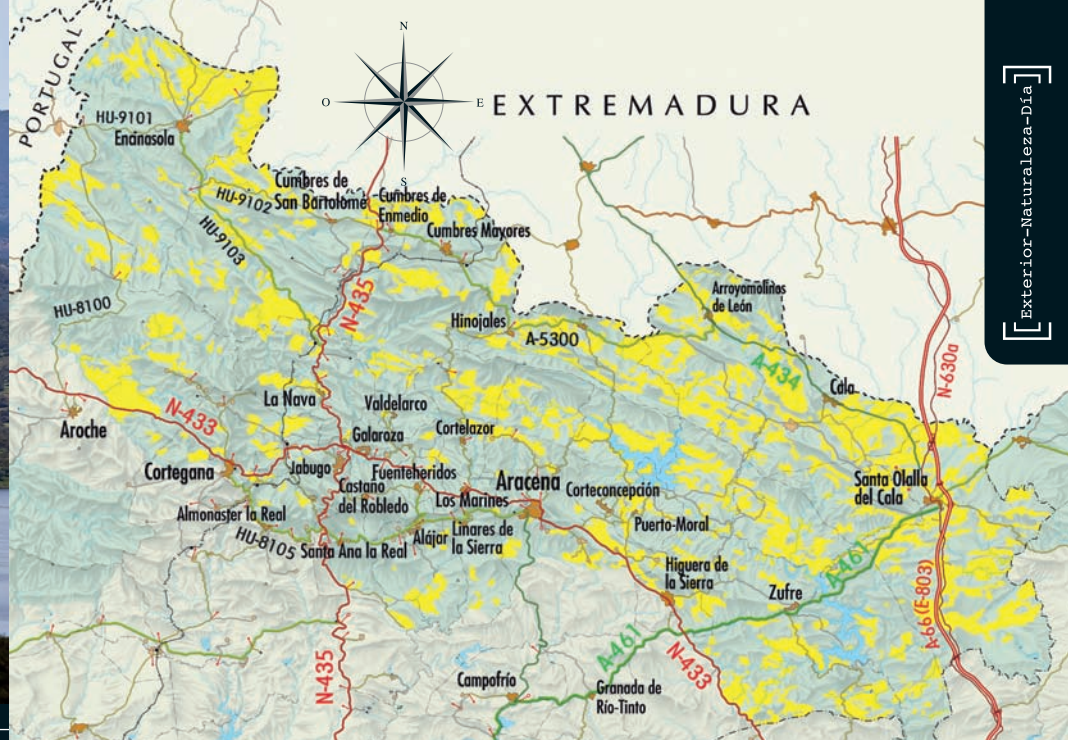 N
PORTUGAL
O
E
EXTREMADURA
S
HU-9101
Encinasola
Cumbres de
San Bartolomé
HU-9102
Cumbres de
Enmedio
Cumbres Mayores
HU-9103
HU-8100
N-435
Hinojales
A-5300
Arroyomolinos
de León
A-434
Cala
N-630a
Aroche
N-433
La Nava
Valdelarco
Galaroza
Cortelazor
Cortegana
Jabugo
Fuenteheridos
Castaño
del Robledo
Los Marines
Aracena
Corteconcepción
Santa Olalla
del Cala
Almonaster la Real
HU-8105
Santa Ana la Real
Alájar
Linares de
la Sierra
Puerto-Moral
Higuera de
la Sierra
Zufre
A-461
A-66 (E-803)
N-435
A-461
N-433
Campofrío
Granada de
Río-Tinto
[[Exterior-Naturaleza-Día]]